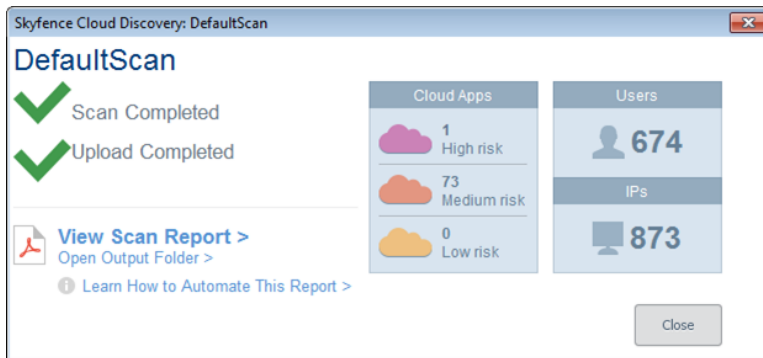 Skyfence Cloud Discovery: DefaultScan
DefaultScan
Scan Completed
Upload Completed
View Scan Report >
Open Output Folder >
Learn How to Automate This Report >
Cloud Apps
1
High risk
73
Medium risk
0
Low risk
Users
674
IPs
873
Close